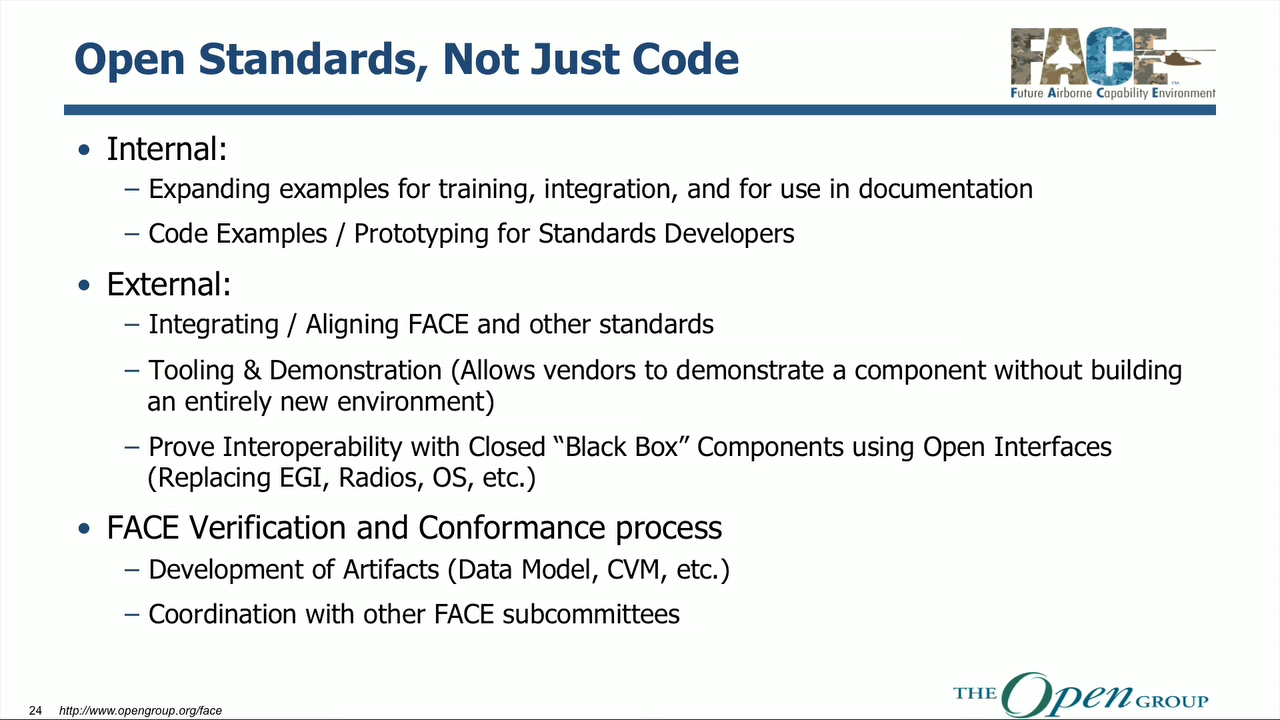 Open Standards, Not Just Code
FACE™
Future Airborne Capability Environment
• Internal:
– Expanding examples for training, integration, and for use in documentation
– Code Examples / Prototyping for Standards Developers
• External:
– Integrating / Aligning FACE and other standards
– Tooling & Demonstration (Allows vendors to demonstrate a component without building
an entirely new environment)
– Prove Interoperability with Closed “Black Box” Components using Open Interfaces
(Replacing EGI, Radios, OS, etc.)
• FACE Verification and Conformance process
– Development of Artifacts (Data Model, CVM, etc.)
– Coordination with other FACE subcommittees
24 http://www.opengroup.org/face
THE Open GROUP